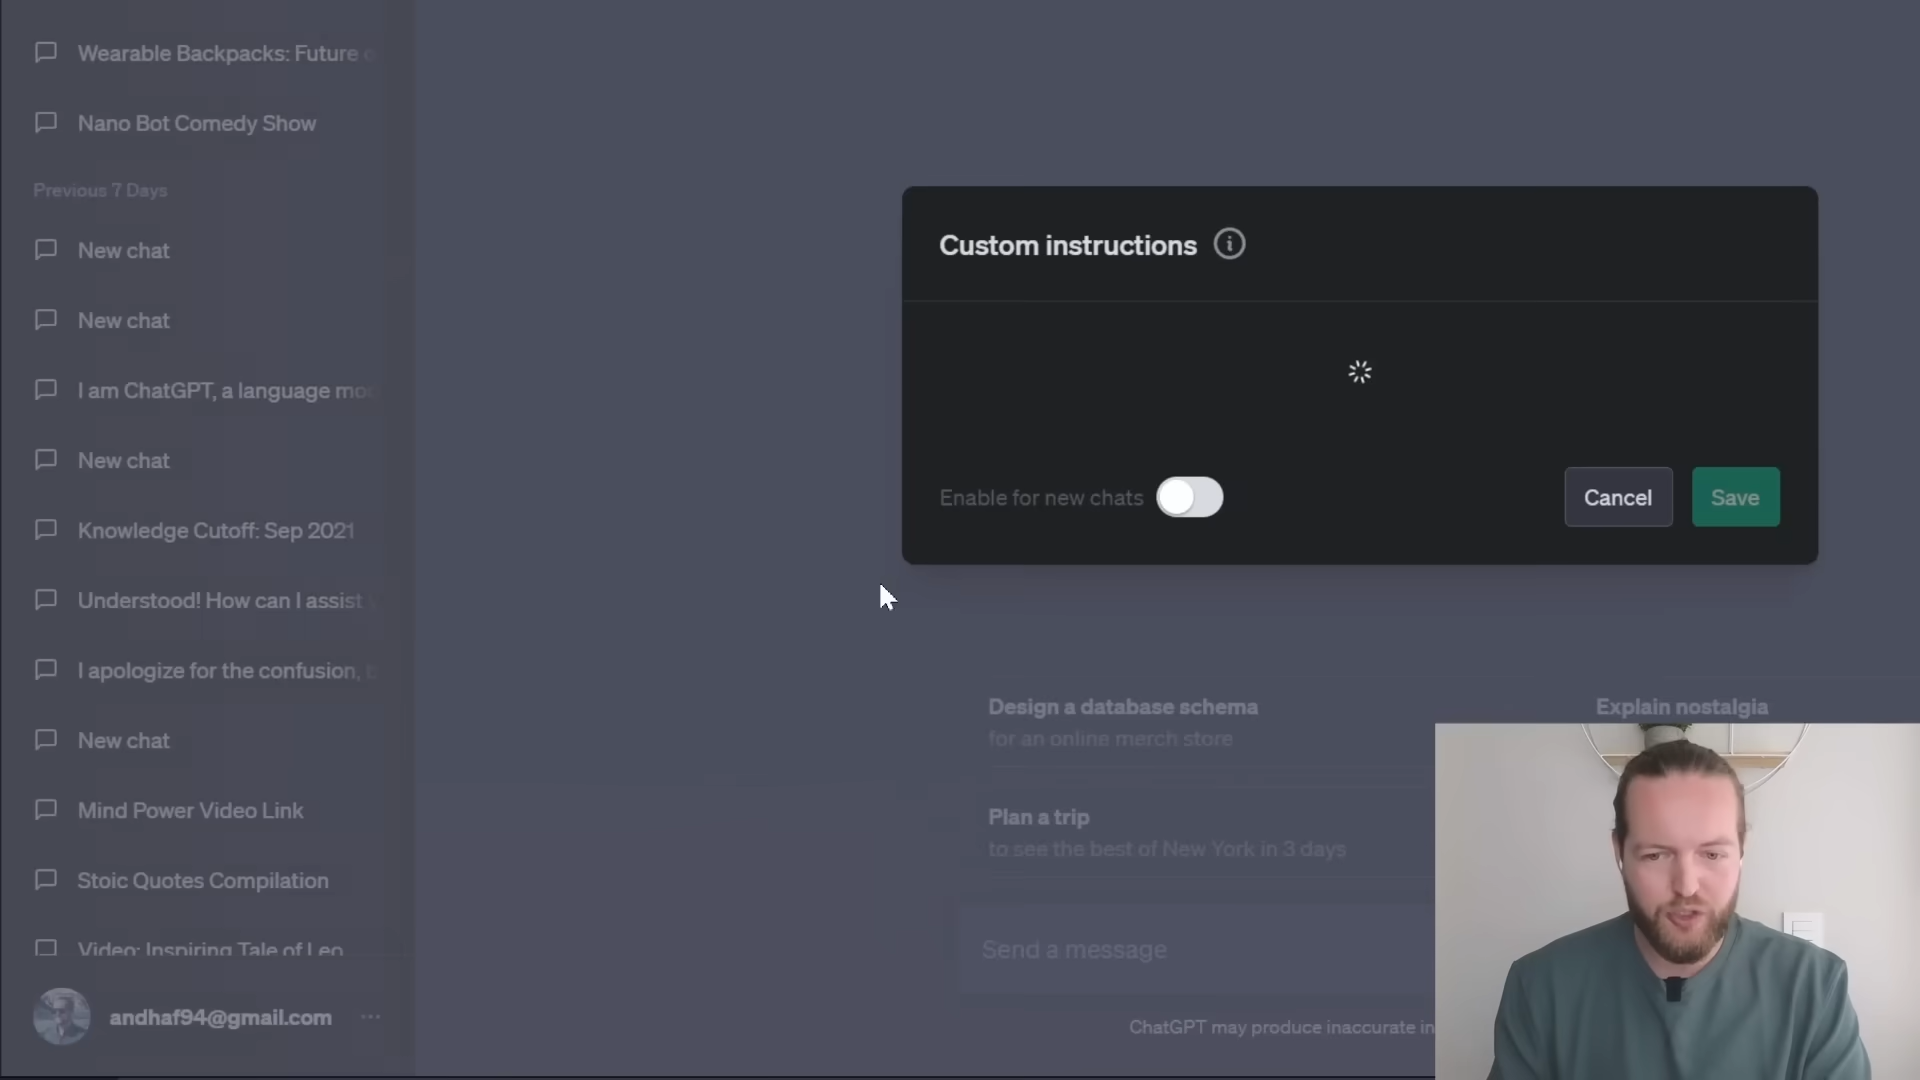 Wearable Backpacks: Future
Nano Bot Comedy Show
Previous 7 Days
New chat
New chat
I am ChatGPT, a language mo
New chat
Knowledge Cutoff: Sep 2021
Understood! How can I assist
I apologize for the confusion,
New chat
Mind Power Video Link
Stoic Quotes Compilation
Video: Inspiring Tale of Leo
andhaf94@gmail.com
Custom instructions
Enable for new chats
Cancel
Save
Design a database schema
for an online merch store
Explain nostalgia
Plan a trip
to see the best of New York in 3 days
Send a message
ChatGPT may produce inaccurate in